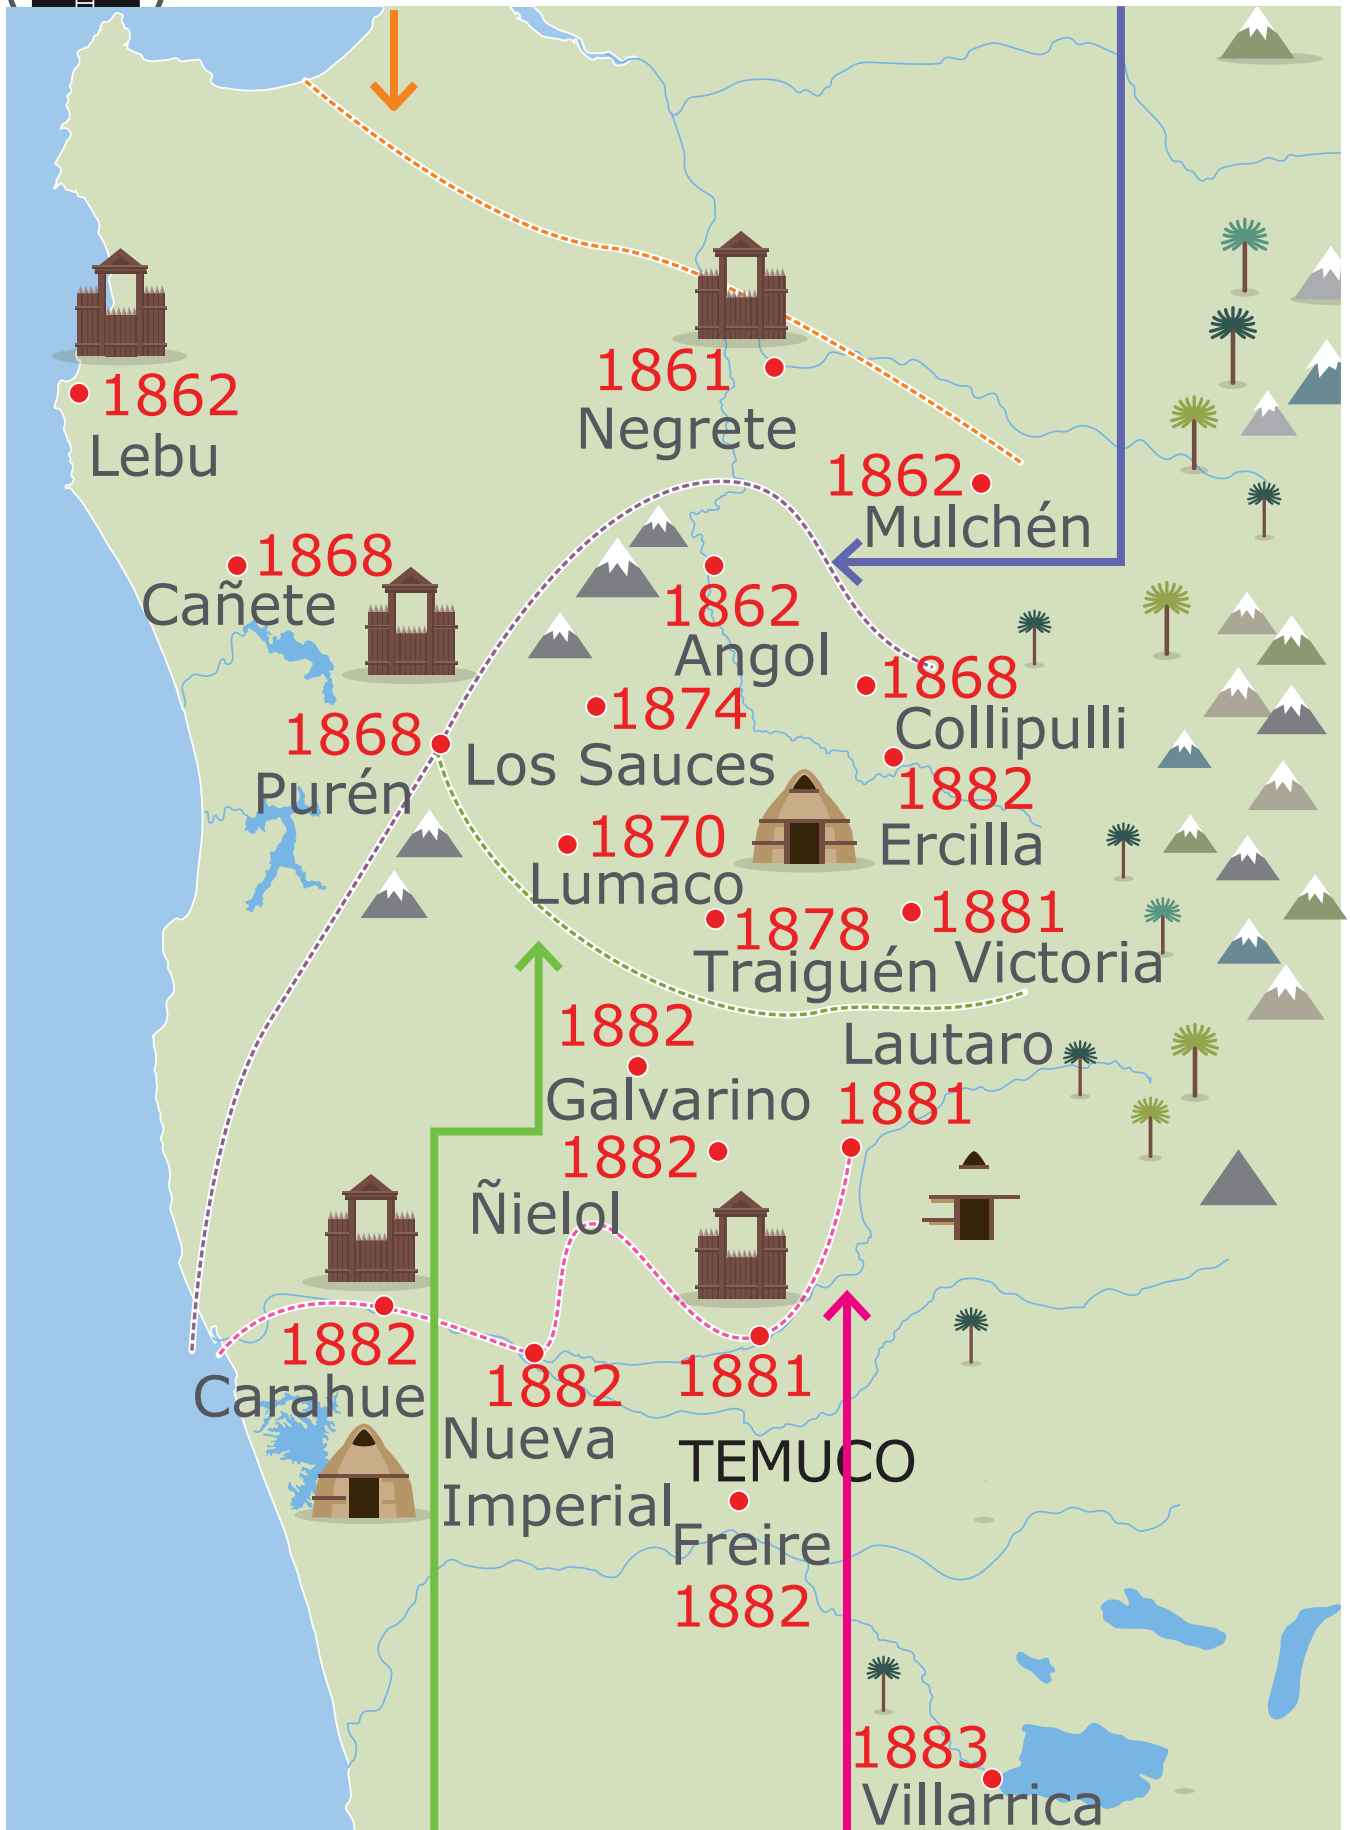 1861
Negrete
1862
Lebu
1862
Mulchén
1868
Cañete
1862
Angol
1868
Collipulli
1874
Los Sauces
1868
Purén
1882
Ercilla
1870
Lumaco
1878
Traiguén
1881
Victoria
1882
Galvarino
Lautaro
1881
1882
Ñielol
1882
Carahue
1882
Nueva
Imperial
1881
TEMUCO
Freire
1882
1883
Villarrica